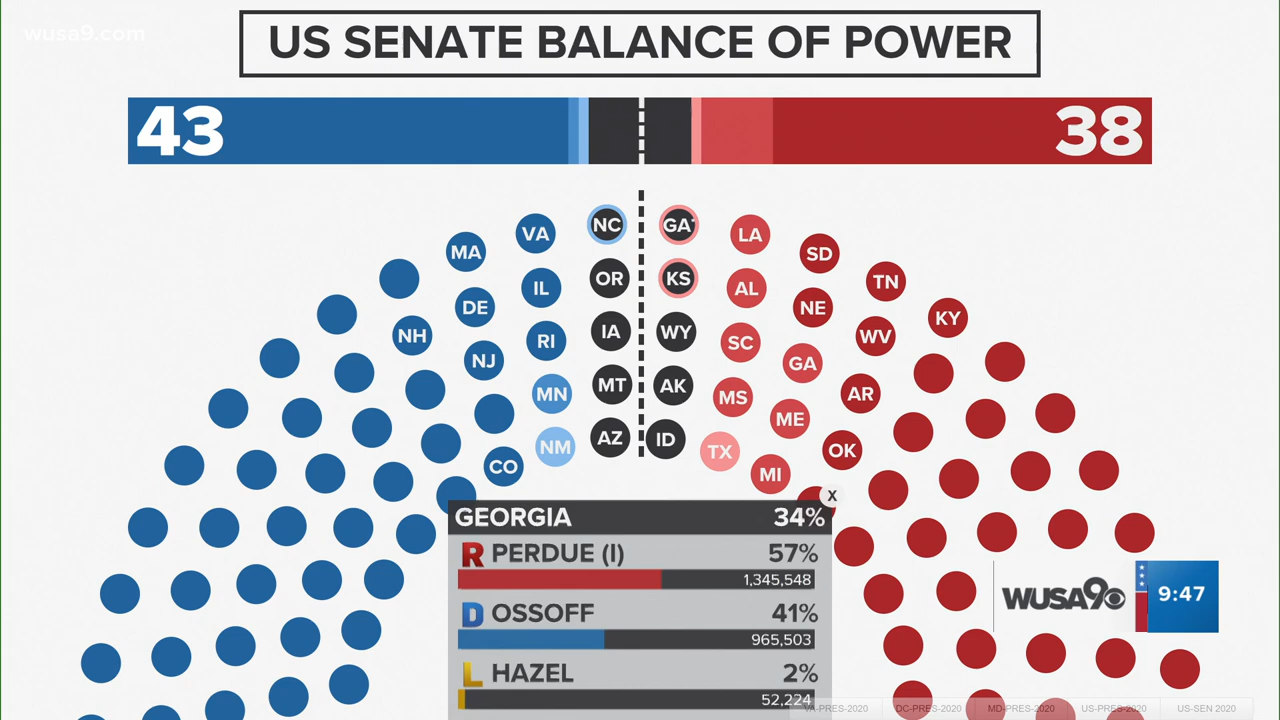 wusa9.com
US SENATE BALANCE OF POWER
43
38
NC
GA*
VA
LA
MA
SD
OR
KS
IL
AL
TN
DE
NE
KY
IA
WY
NH
RI
SC
WV
NJ
GA
MT
AK
MN
MS
AR
ME
AZ
ID
NM
TX
OK
CO
MI
X
GEORGIA 34%
R PERDUE (I) 57%
1,345,548
D OSSOFF 41%
965,503
L HAZEL 2%
52,224
WUSA9
9:47
VA-PRES-2020 DC-PRES-2020 MD-PRES-2020 US-PRES-2020 US-SEN 2020